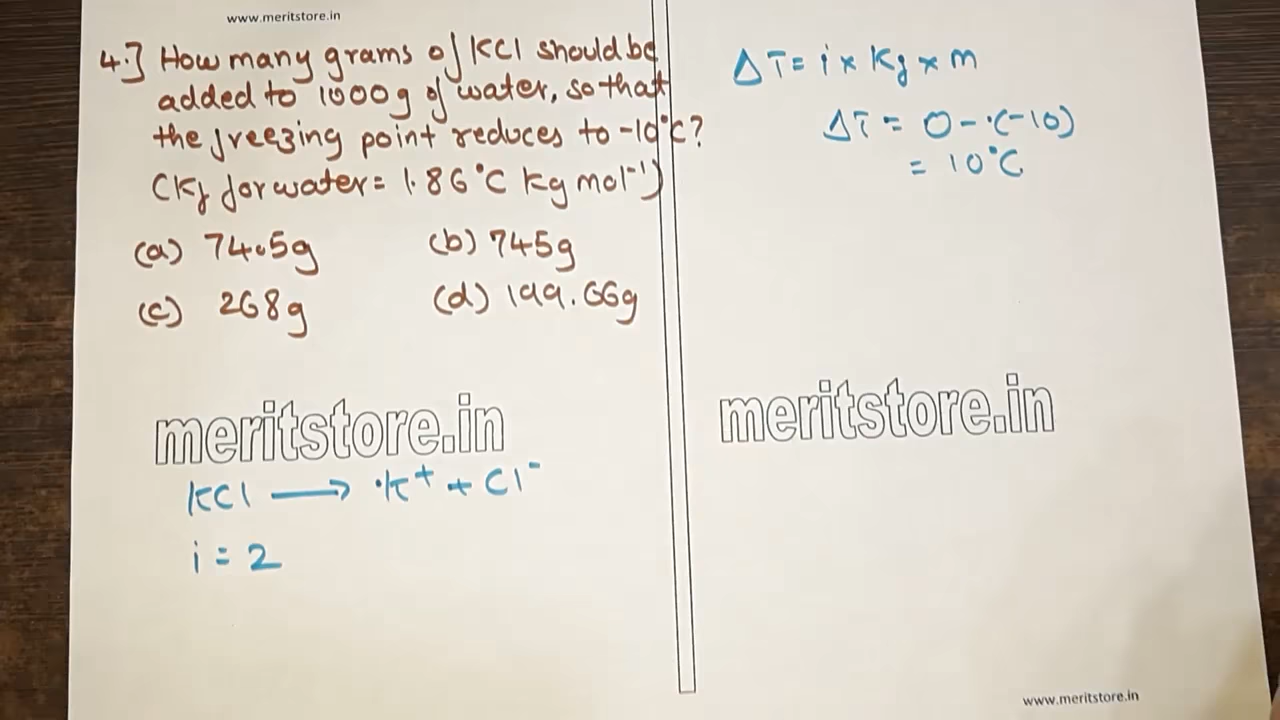 www.meritstore.in
4.] How many grams of KCl should be
added to 1000g of water, so that
the freezing point reduces to -10°C?
(Kf for water = 1.86°C kg mol⁻¹)
(a) 74.5g (b) 745g
(c) 268g (d) 199.66g
meritstore.in
KCl → K⁺ + Cl⁻
i = 2
ΔT = i × Kf × m
ΔT = 0 - (-10)
= 10°C
meritstore.in
www.meritstore.in